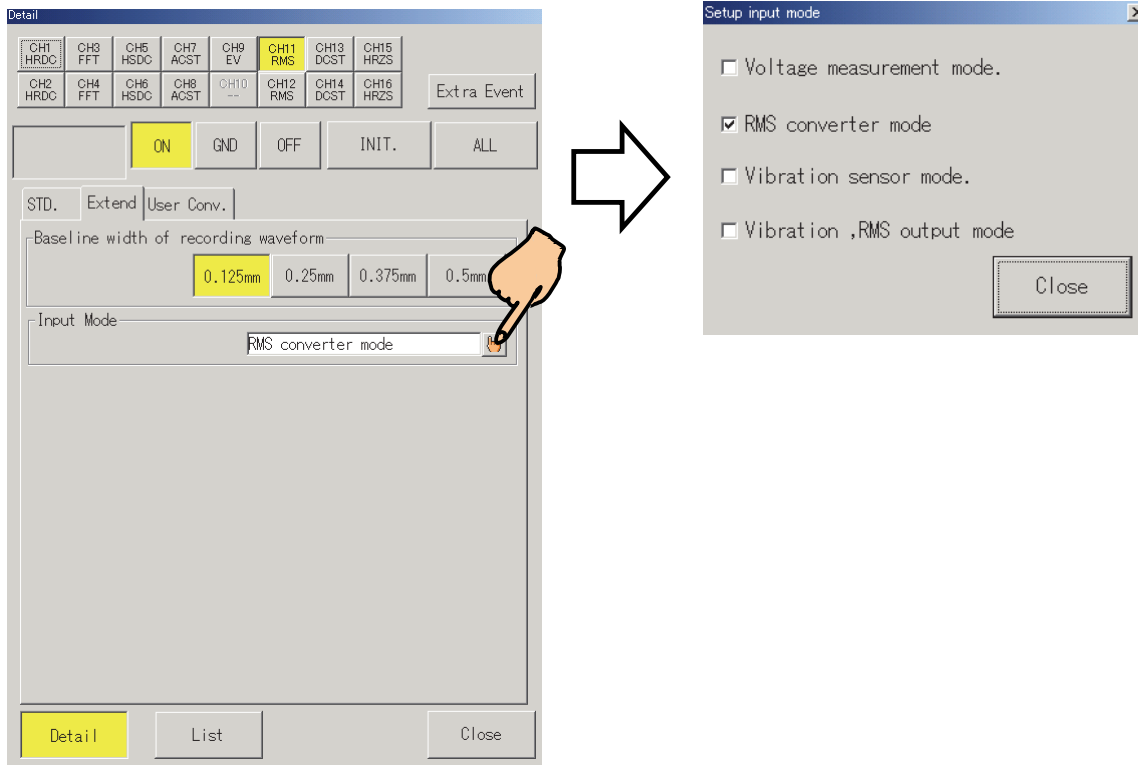 Detail
CH1 CH3 CH5 CH7 CH9 CH11 CH13 CH15
HRDC FFT HSDC ACST EV RMS DCST HRZS
CH2 CH4 CH6 CH8 CH10 CH12 CH14 CH16
HRDC FFT HSDC ACST -- RMS DCST HRZS
Extra Event
ON GND OFF INIT. ALL
STD. Extend User Conv.
Baseline width of recording waveform
0.125mm 0.25mm 0.375mm 0.5mm
Input Mode
RMS converter mode
Detail List Close
Setup input mode
Voltage measurement mode.
RMS converter mode
Vibration sensor mode.
Vibration ,RMS output mode
Close